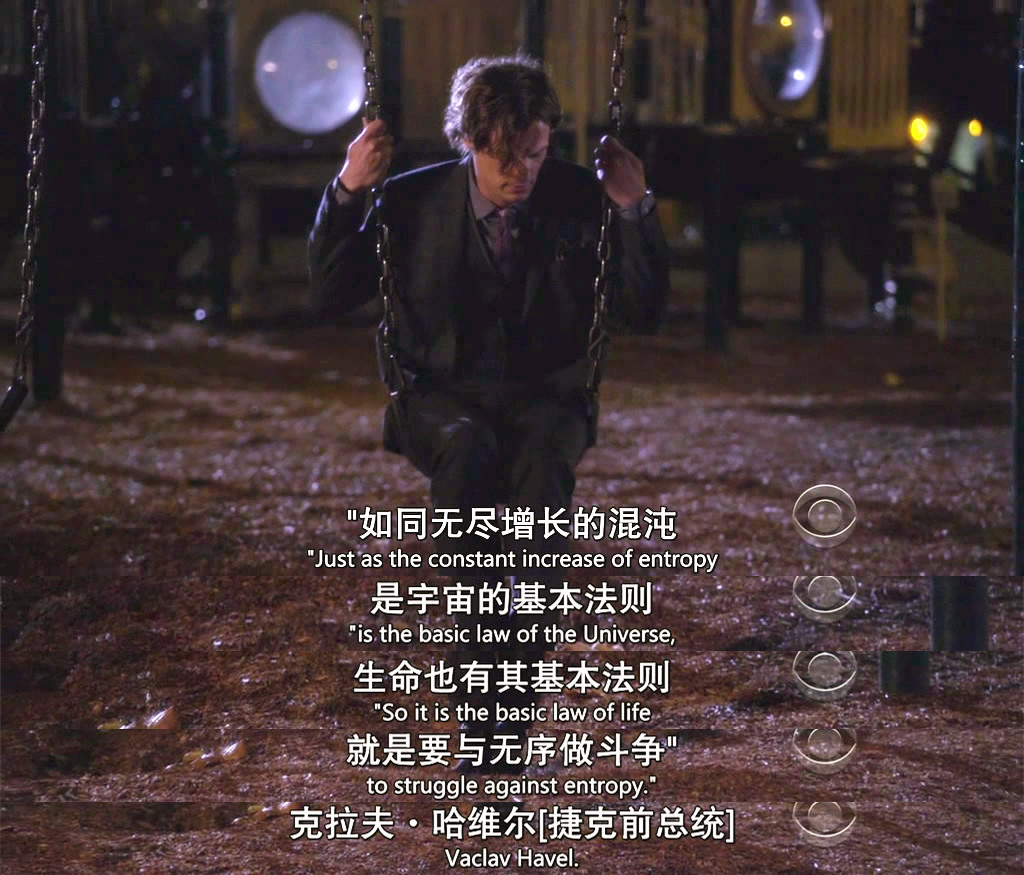 "如同无尽增长的混沌
"Just as the constant increase of entropy
是宇宙的基本法则
"is the basic law of the Universe,
生命也有其基本法则
"So it is the basic law of life
就是要与无序做斗争"
to struggle against entropy."
克拉夫·哈维尔[捷克前总统]
Vaclav Havel.